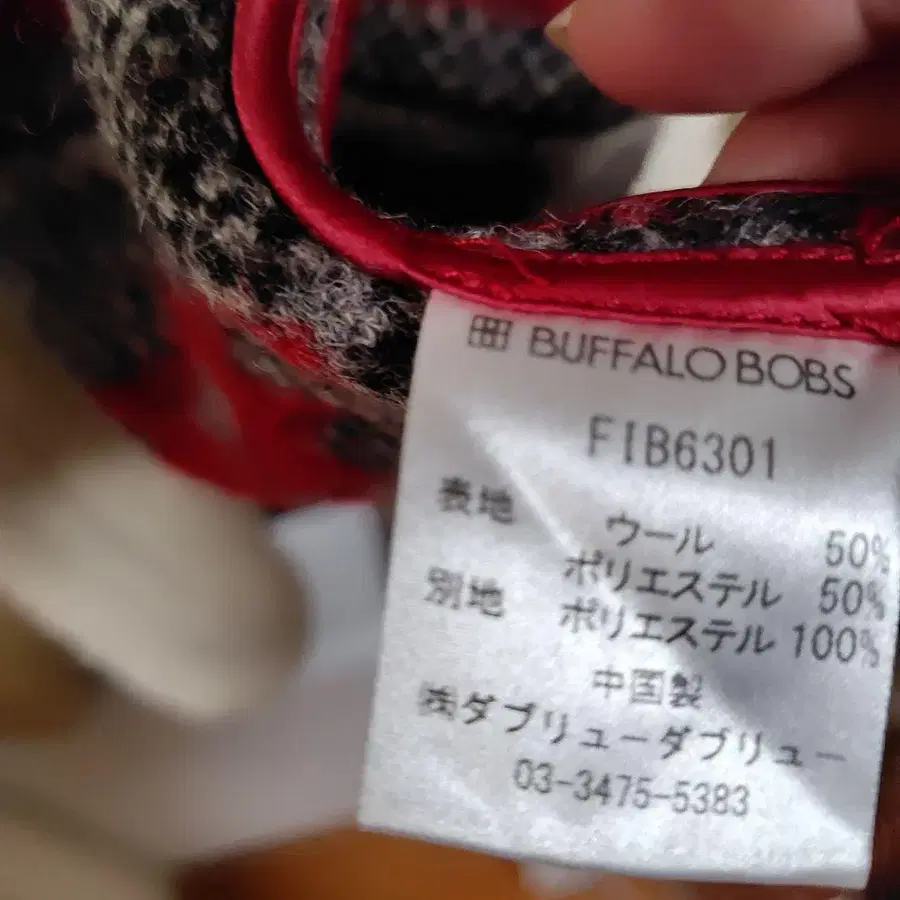 BUFFALO BOBS
FIB6301
表地 ウール 50%
ポリエステル 50%
別地 ポリエステル 100%
中国製
㈱ダブリューダブリュー
03-3475-5383